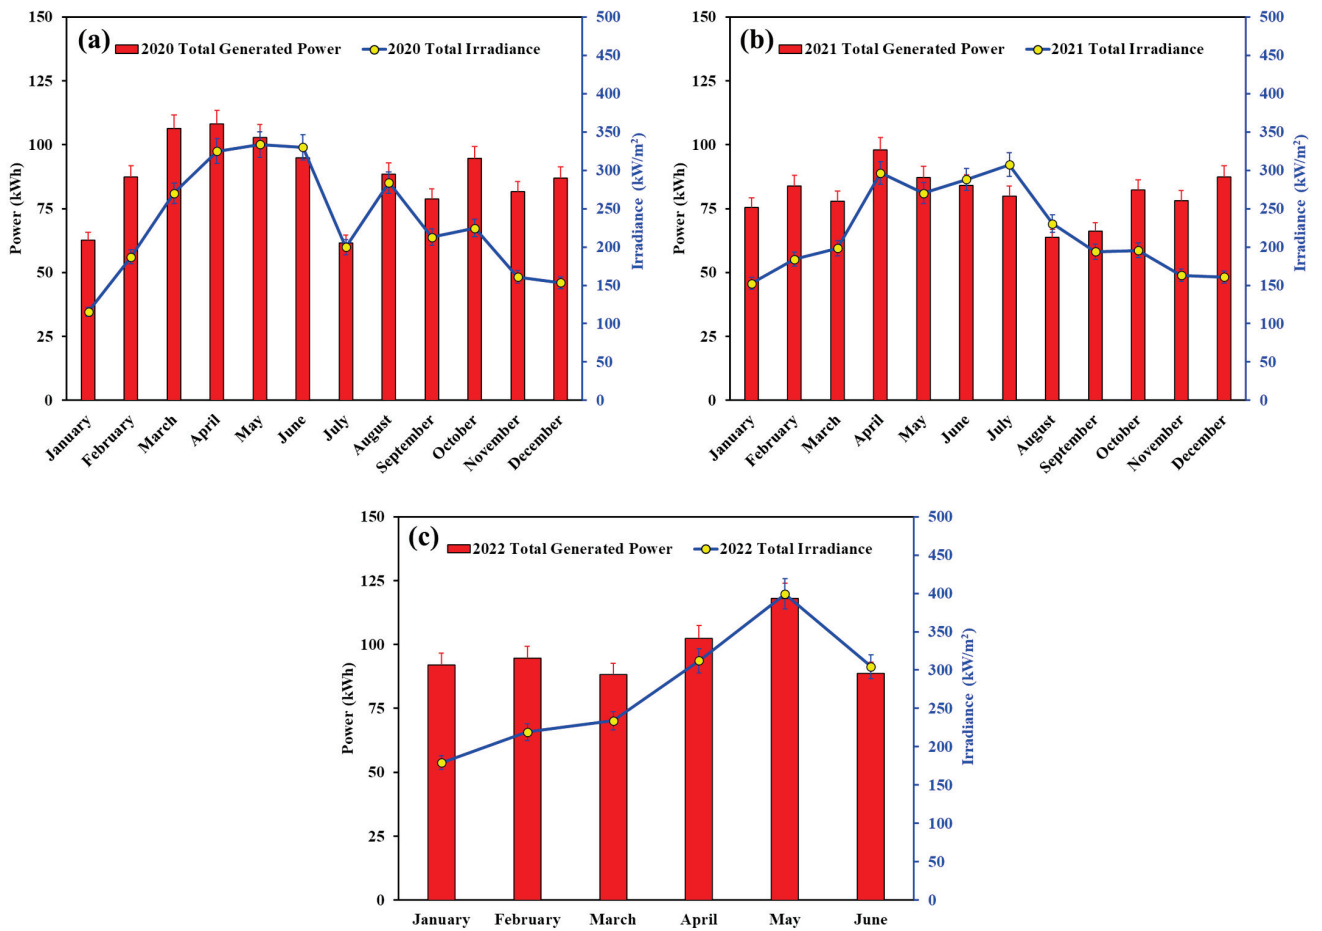 (a)
2020 Total Generated Power
2020 Total Irradiance
Power (kWh)
150
125
100
75
50
25
0
Irradiance (kW/m²)
500
450
400
350
300
250
200
150
100
50
0
January
February
March
April
May
June
July
August
September
October
November
December
(b)
2021 Total Generated Power
2021 Total Irradiance
Power (kWh)
150
125
100
75
50
25
0
Irradiance (kW/m²)
500
450
400
350
300
250
200
150
100
50
0
January
February
March
April
May
June
July
August
September
October
November
December
(c)
2022 Total Generated Power
2022 Total Irradiance
Power (kWh)
150
125
100
75
50
25
0
Irradiance (kW/m²)
500
450
400
350
300
250
200
150
100
50
0
January
February
March
April
May
June